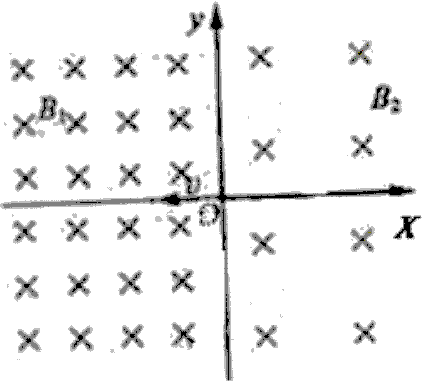 y
B₁
B₂
υ
O
X